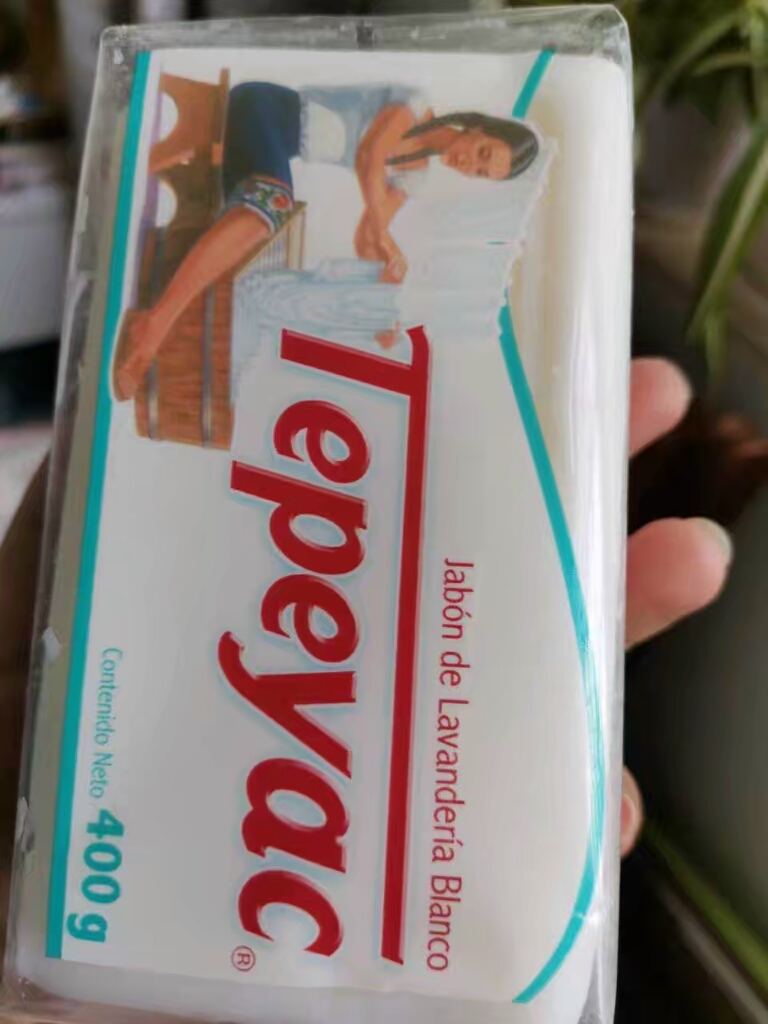 Jabón de Lavandería Blanco
Tepeyac®
Contenido Neto 400 g